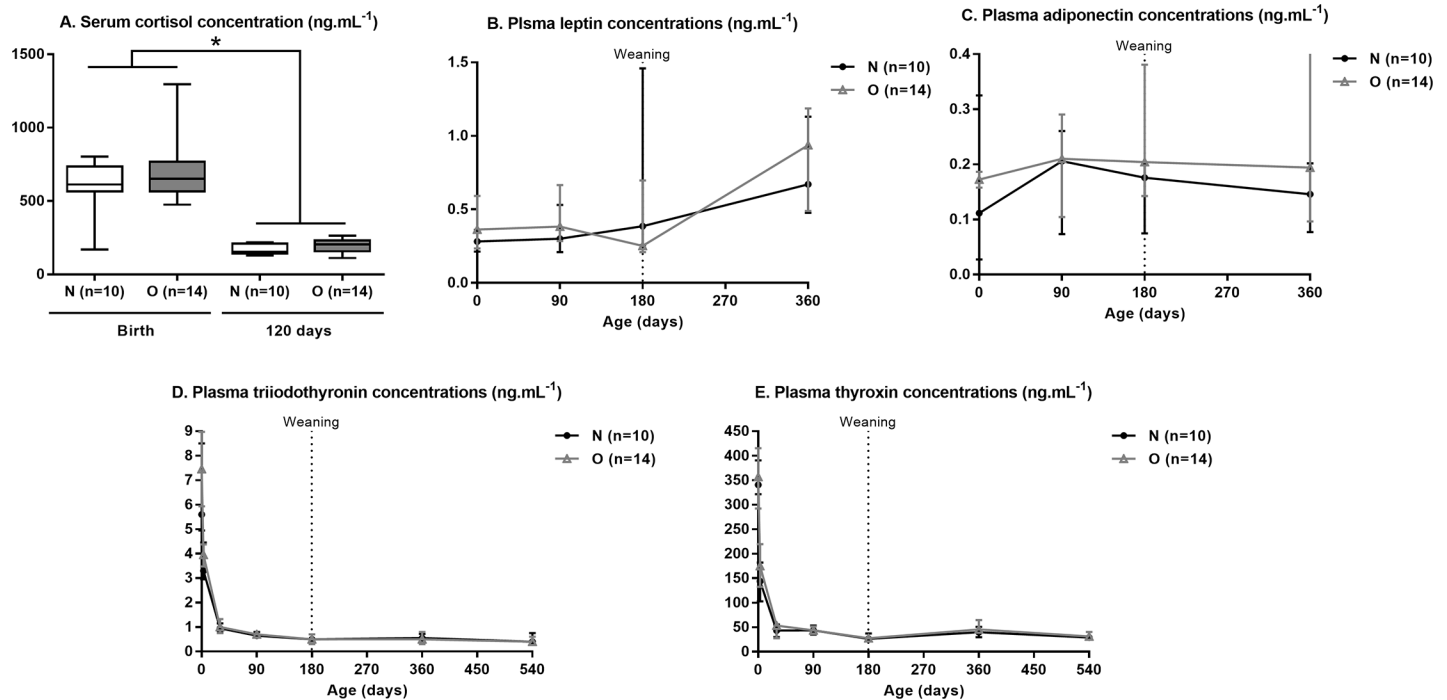 A. Serum cortisol concentration (ng.mL-1)
*
1500
1000
500
0
N (n=10) O (n=14) N (n=10) O (n=14)
Birth 120 days
B. Plsma leptin concentrations (ng.mL-1)
Weaning
N (n=10)
O (n=14)
1.5
1.0
0.5
0.0
0 90 180 270 360
Age (days)
C. Plasma adiponectin concentrations (ng.mL-1)
Weaning
N (n=10)
O (n=14)
0.4
0.3
0.2
0.1
0.0
0 90 180 270 360
Age (days)
D. Plasma triiodothyronin concentrations (ng.mL-1)
Weaning
N (n=10)
O (n=14)
9
8
7
6
5
4
3
2
1
0
0 90 180 270 360 450 540
Age (days)
E. Plasma thyroxin concentrations (ng.mL-1)
Weaning
N (n=10)
O (n=14)
450
400
350
300
250
200
150
100
50
0
0 90 180 270 360 450 540
Age (days)